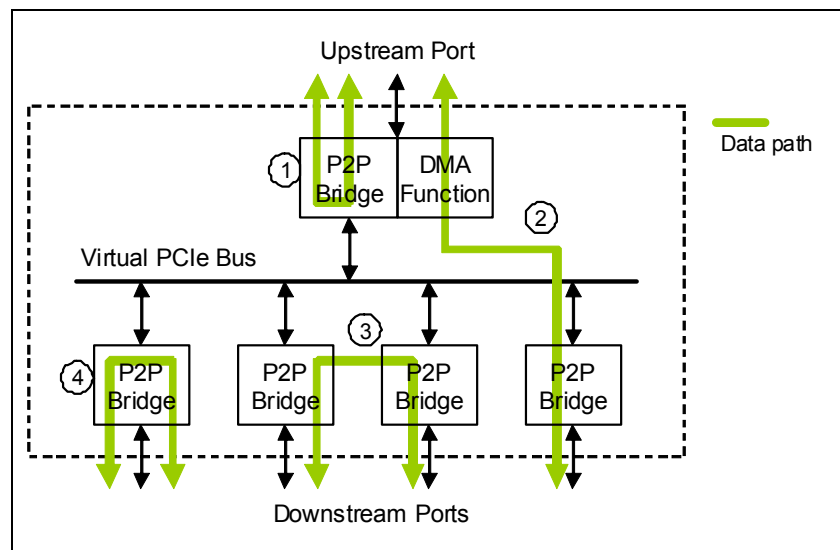 Upstream Port
Data path
1
P2P
Bridge
DMA
Function
2
Virtual PCIe Bus
3
4
P2P
Bridge
P2P
Bridge
P2P
Bridge
P2P
Bridge
Downstream Ports